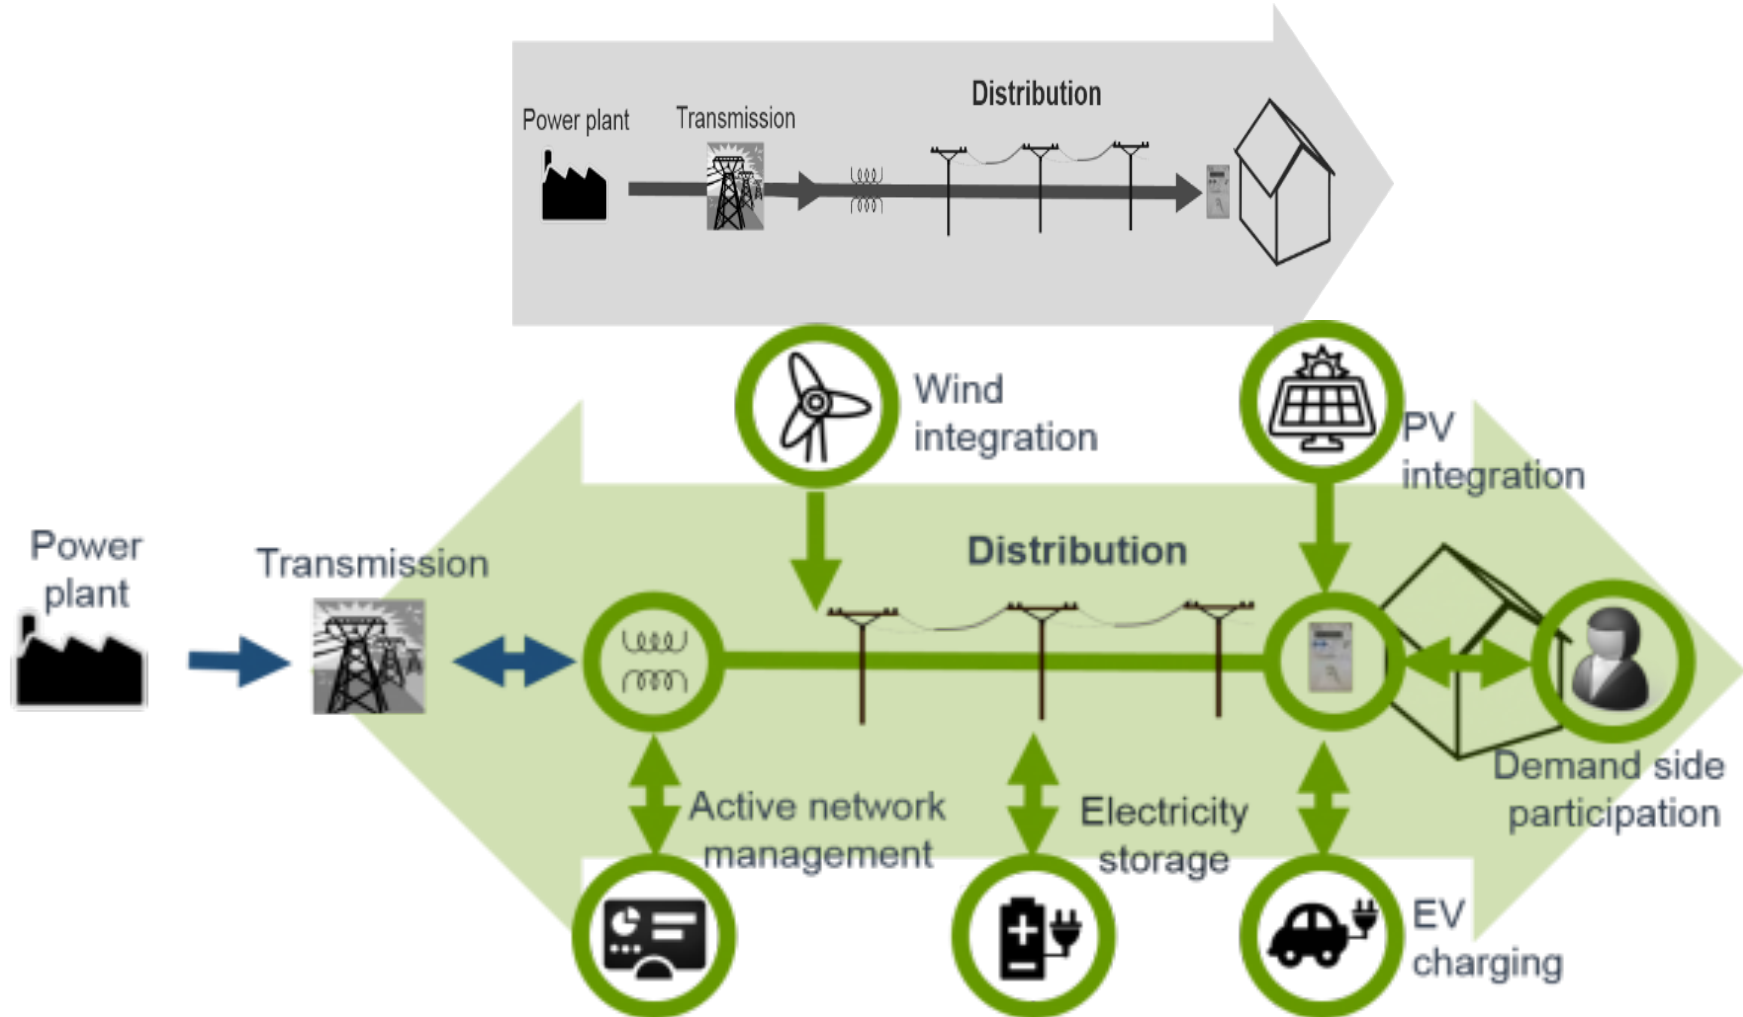 Distribution
Power plant
Transmission
Wind
integration
PV
integration
Power
plant
Transmission
Distribution
Active network
management
Electricity
storage
Demand side
participation
EV
charging